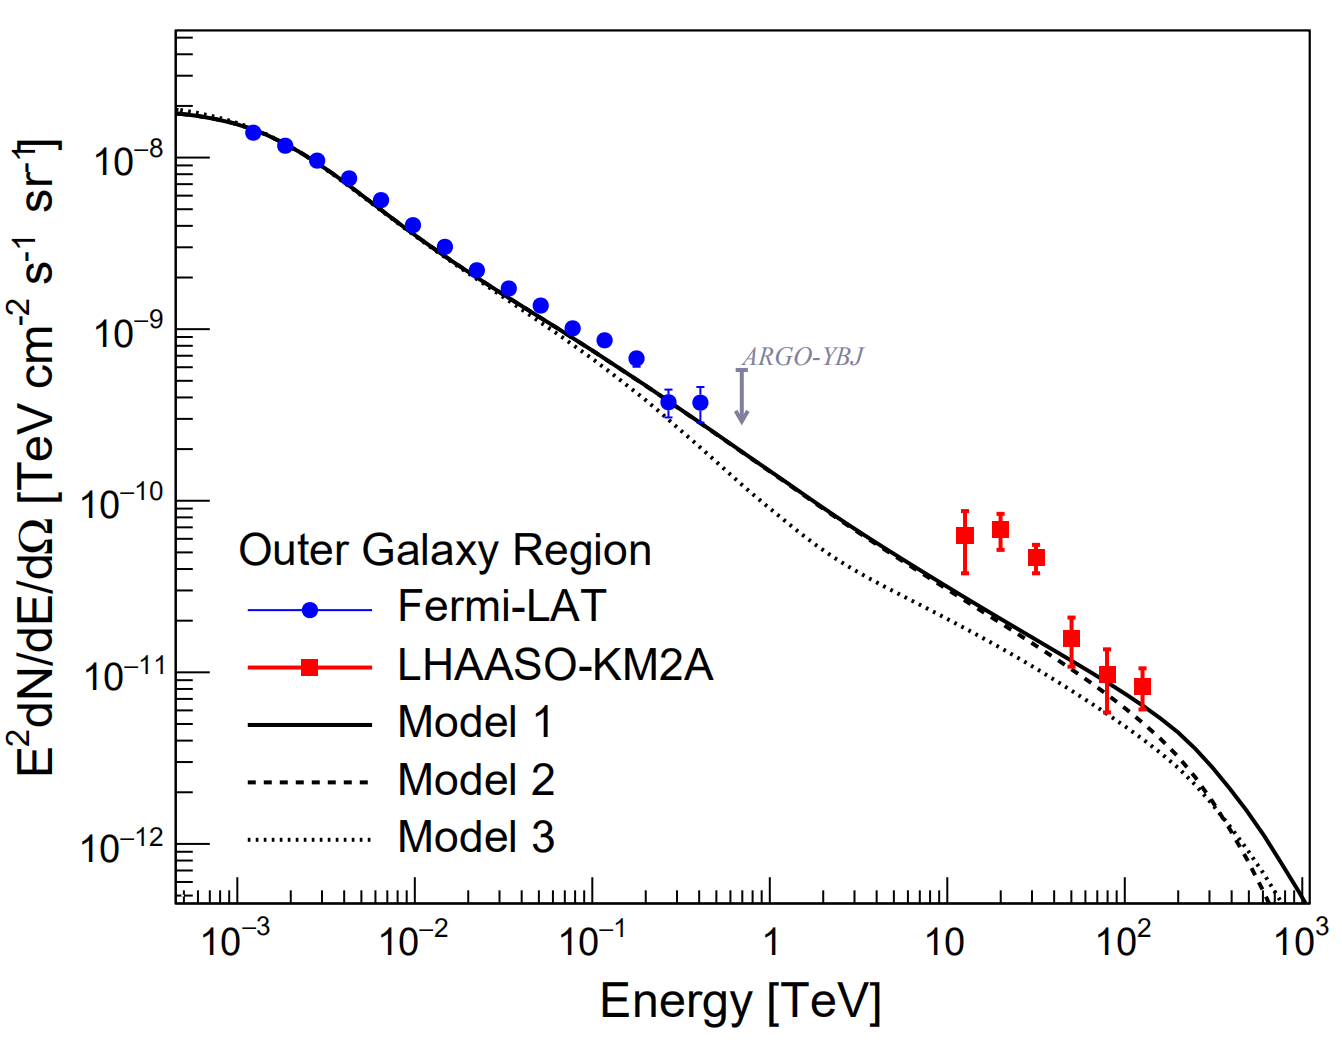 E²dN/dE/dΩ [TeV cm⁻² s⁻¹ sr⁻¹]
10⁻⁸
10⁻⁹
10⁻¹⁰
10⁻¹¹
10⁻¹²
ARGO-YBJ
Outer Galaxy Region
Fermi-LAT
LHAASO-KM2A
Model 1
Model 2
Model 3
10⁻³ 10⁻² 10⁻¹ 1 10 10² 10³
Energy [TeV]